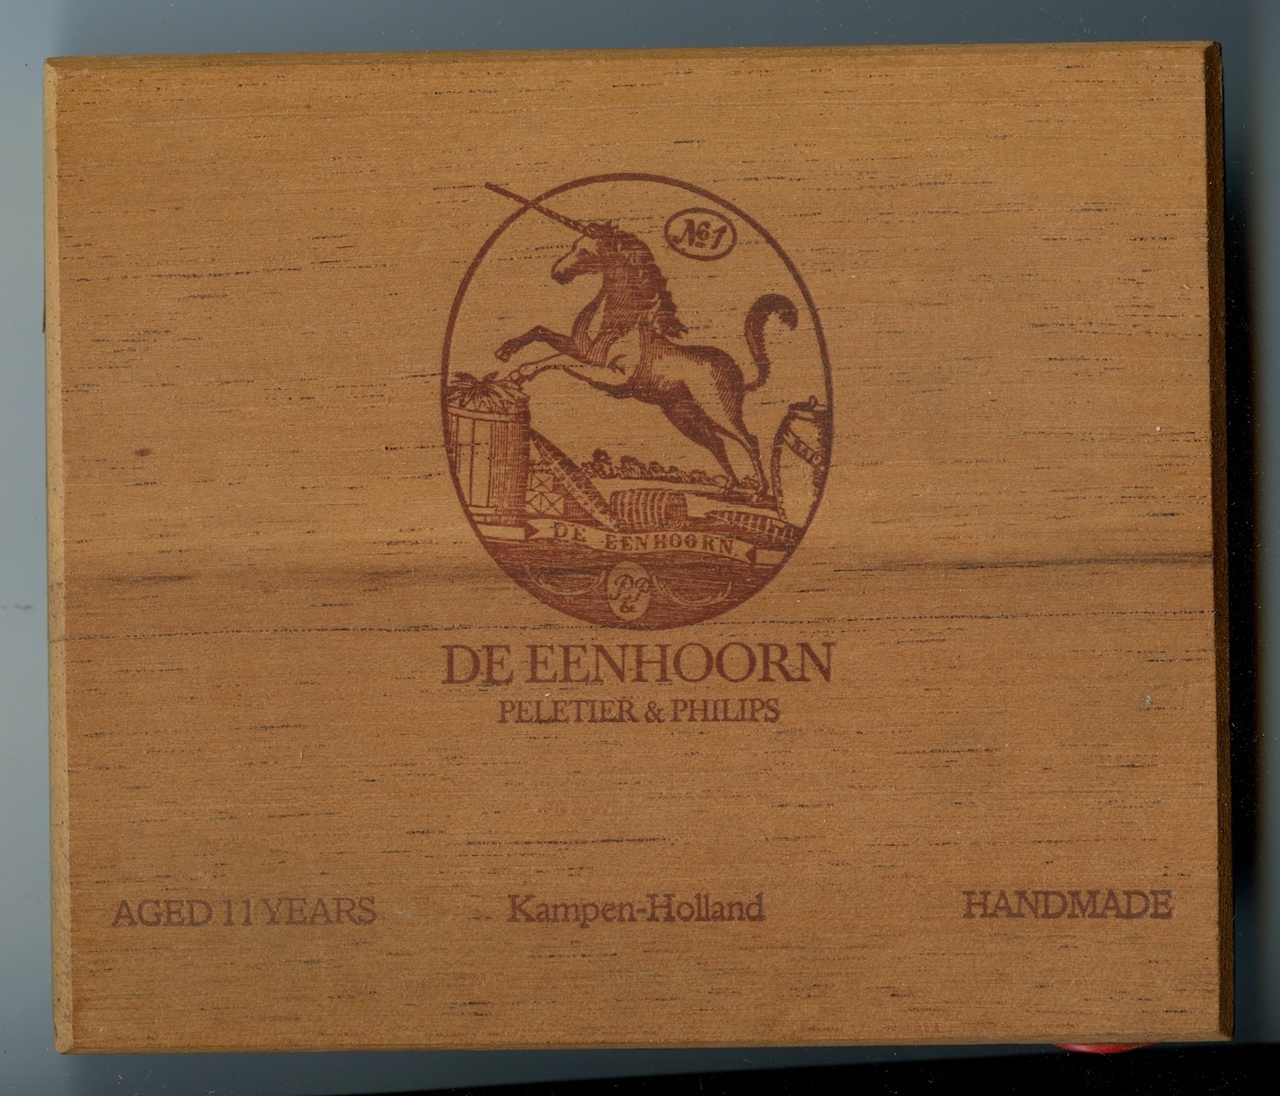 №1
DE EENHOORN
P&P
DE EENHOORN
PELETIER & PHILIPS
AGED 11 YEARS
Kampen-Holland
HANDMADE